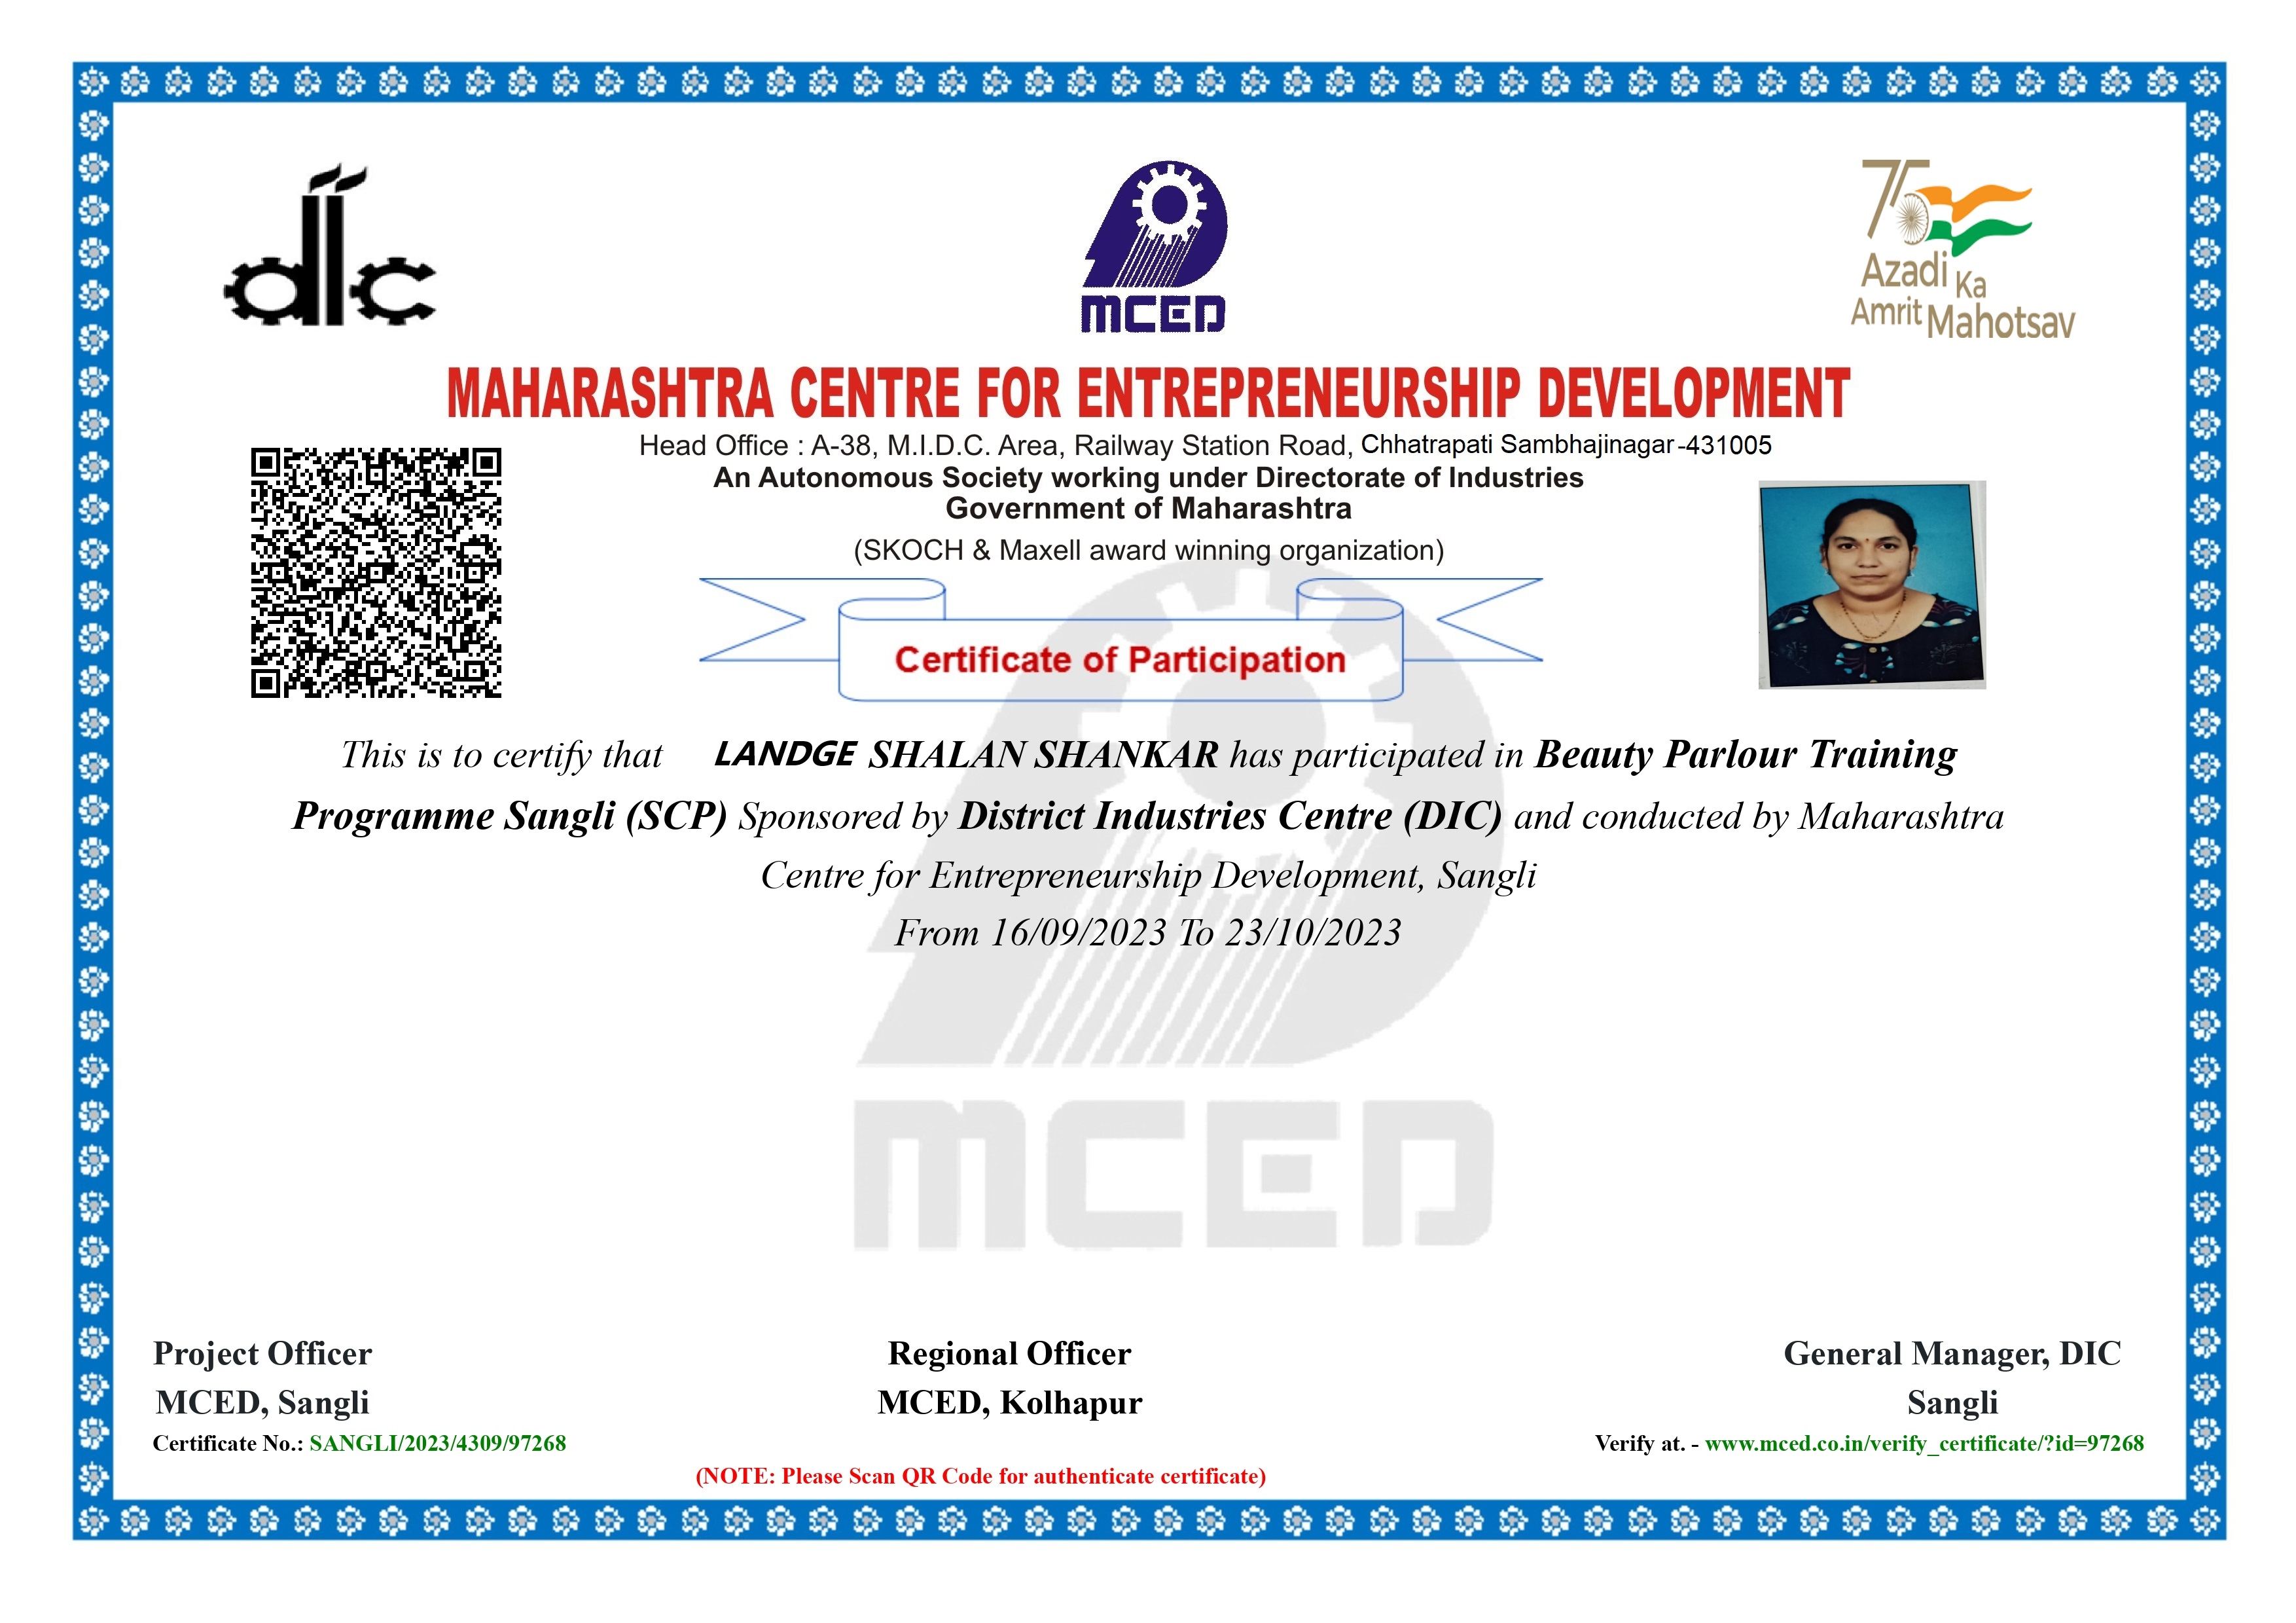 dic
MCED
75
Azadi Ka
Amrit Mahotsav
MAHARASHTRA CENTRE FOR ENTREPRENEURSHIP DEVELOPMENT
Head Office : A-38, M.I.D.C. Area, Railway Station Road, Chhatrapati Sambhajinagar-431005
An Autonomous Society working under Directorate of Industries
Government of Maharashtra
(SKOCH & Maxell award winning organization)
Certificate of Participation
This is to certify that LANDGE SHALAN SHANKAR has participated in Beauty Parlour Training
Programme Sangli (SCP) Sponsored by District Industries Centre (DIC) and conducted by Maharashtra
Centre for Entrepreneurship Development, Sangli
From 16/09/2023 To 23/10/2023
MCED
Project Officer
MCED, Sangli
Regional Officer
MCED, Kolhapur
General Manager, DIC
Sangli
Certificate No.: SANGLI/2023/4309/97268
Verify at. - www.mced.co.in/verify_certificate/?id=97268
(NOTE: Please Scan QR Code for authenticate certificate)